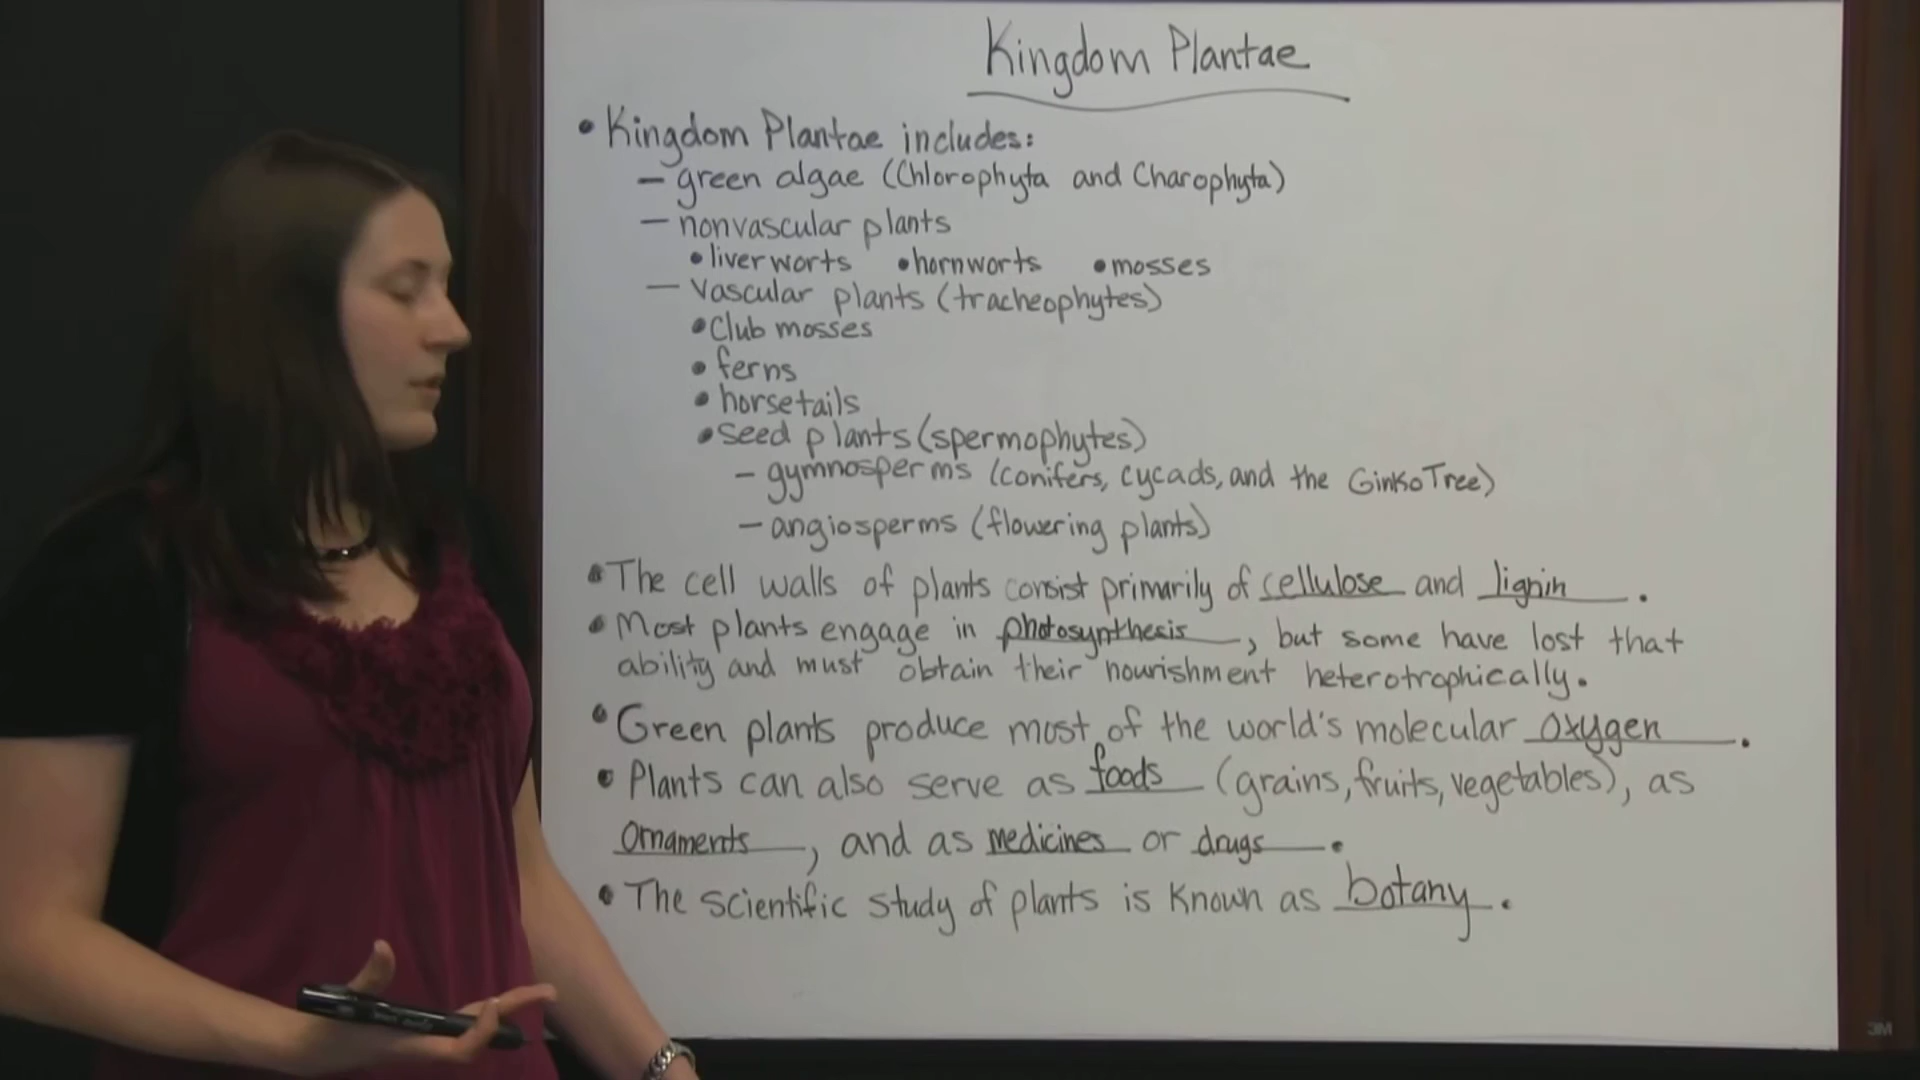 Kingdom Plantae
• Kingdom Plantae includes:
— green algae (Chlorophyta and Charophyta)
— nonvascular plants
• liverworts • hornworts • mosses
— vascular plants (tracheophytes)
• Club mosses
• ferns
• horsetails
• seed plants (spermophytes)
— gymnosperms (conifers, cycads, and the Ginko Tree)
— angiosperms (flowering plants)
• The cell walls of plants consist primarily of cellulose and lignin.
• Most plants engage in photosynthesis, but some have lost that
ability and must obtain their nourishment heterotrophically.
• Green plants produce most of the world's molecular oxygen.
• Plants can also serve as foods (grains, fruits, vegetables), as
ornaments, and as medicines or drugs.
• The scientific study of plants is known as botany.
3M